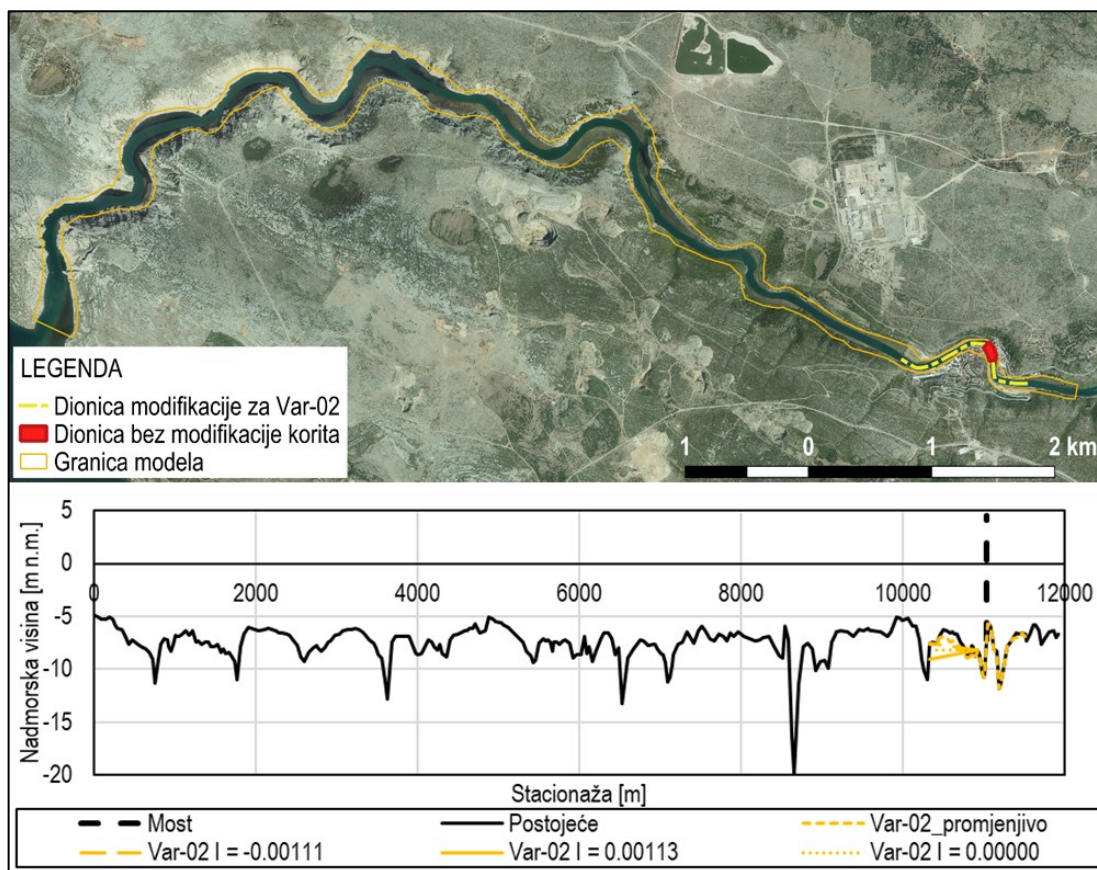 LEGENDA
Dionica modifikacije za Var-02
Dionica bez modifikacije korita
Granica modela
1 0 1 2 km
5
0
-5
-10
-15
-20
0 2000 4000 6000 8000 10000 12000
Nadmorska visina [m n.m.]
Stacionaža [m]
Most Postojeće Var-02_promjenjivo
Var-02 I = -0.00111 Var-02 I = 0.00113 Var-02 I = 0.00000